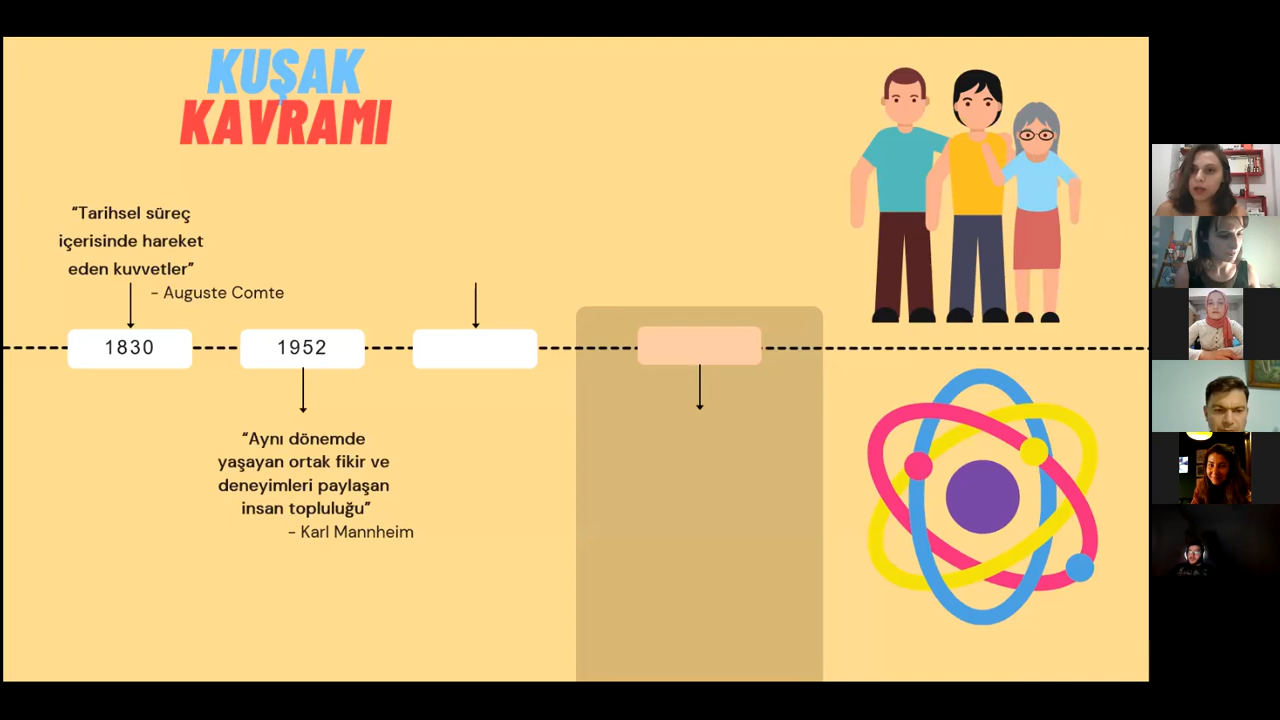 KUŞAK
KAVRAMI
“Tarihsel süreç
içerisinde hareket
eden kuvvetler”
- Auguste Comte
1830
1952
“Aynı dönemde
yaşayan ortak fikir ve
deneyimleri paylaşan
insan topluluğu”
- Karl Mannheim